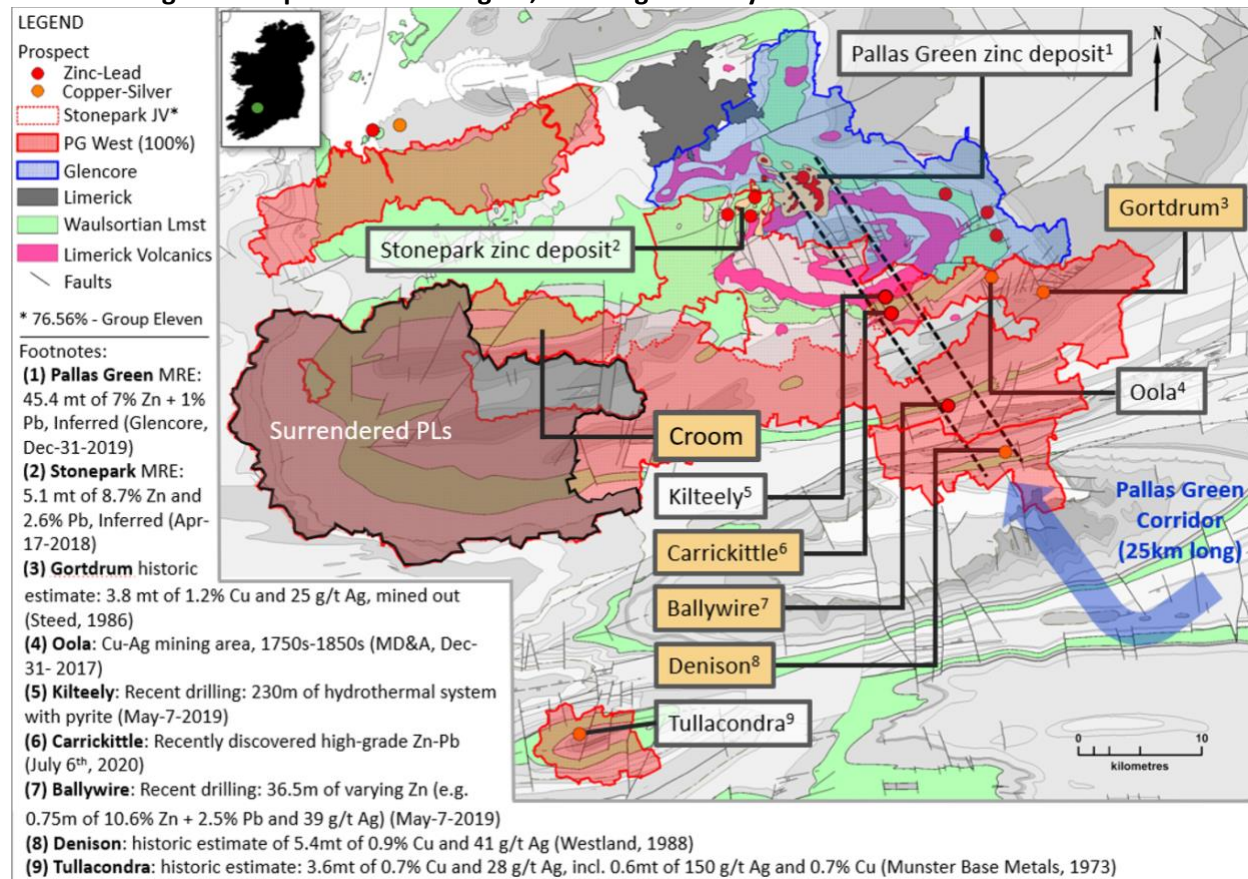 LEGEND
Prospect
Zinc-Lead
Copper-Silver
Stonepark JV*
PG West (100%)
Glencore
Limerick
Waulsortian Lmst
Limerick Volcanics
Faults
* 76.56% - Group Eleven
Footnotes:
(1) Pallas Green MRE:
45.4 mt of 7% Zn + 1%
Pb, Inferred (Glencore,
Dec-31-2019)
(2) Stonepark MRE:
5.1 mt of 8.7% Zn and
2.6% Pb, Inferred (Apr-
17-2018)
(3) Gortdrum historic
estimate: 3.8 mt of 1.2% Cu and 25 g/t Ag, mined out
(Steed, 1986)
(4) Oola: Cu-Ag mining area, 1750s-1850s (MD&A, Dec-
31- 2017)
(5) Kilteely: Recent drilling: 230m of hydrothermal system
with pyrite (May-7-2019)
(6) Carrickittle: Recently discovered high-grade Zn-Pb
(July 6th, 2020)
(7) Ballywire: Recent drilling: 36.5m of varying Zn (e.g.
0.75m of 10.6% Zn + 2.5% Pb and 39 g/t Ag) (May-7-2019)
(8) Denison: historic estimate of 5.4mt of 0.9% Cu and 41 g/t Ag (Westland, 1988)
(9) Tullacondra: historic estimate: 3.6mt of 0.7% Cu and 28 g/t Ag, incl. 0.6mt of 150 g/t Ag and 0.7% Cu (Munster Base Metals, 1973)
Pallas Green zinc deposit1
N
Gortdrum3
Stonepark zinc deposit2
Oola4
Surrendered PLs
Croom
Kilteely5
Carrickittle6
Ballywire7
Denison8
Tullacondra9
Pallas Green
Corridor
(25km long)
0 10
kilometres